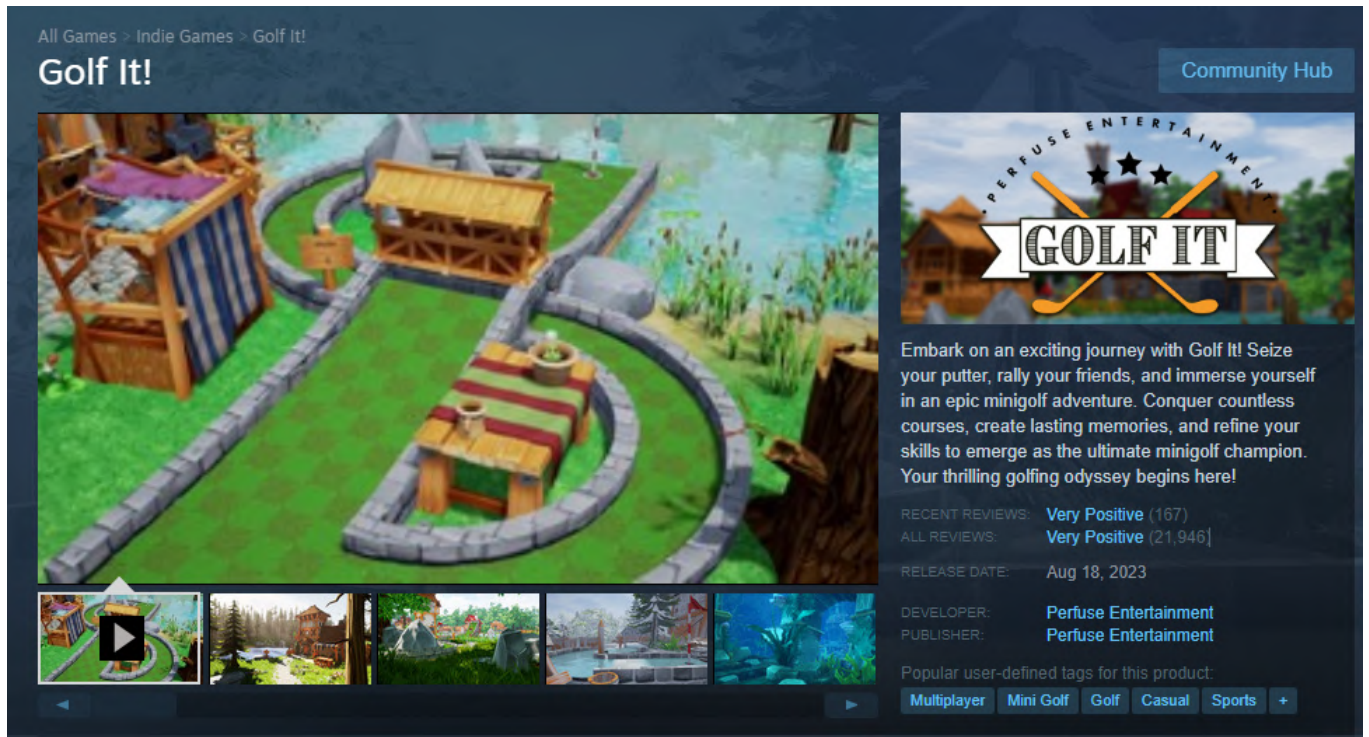 All Games > Indie Games > Golf It!
Golf It!
Community Hub
• PERFUSE ENTERTAINMENT •
GOLF IT
Embark on an exciting journey with Golf It! Seize
your putter, rally your friends, and immerse yourself
in an epic minigolf adventure. Conquer countless
courses, create lasting memories, and refine your
skills to emerge as the ultimate minigolf champion.
Your thrilling golfing odyssey begins here!
RECENT REVIEWS: Very Positive (167)
ALL REVIEWS: Very Positive (21,946)
RELEASE DATE: Aug 18, 2023
DEVELOPER: Perfuse Entertainment
PUBLISHER: Perfuse Entertainment
Popular user-defined tags for this product:
Multiplayer Mini Golf Golf Casual Sports +